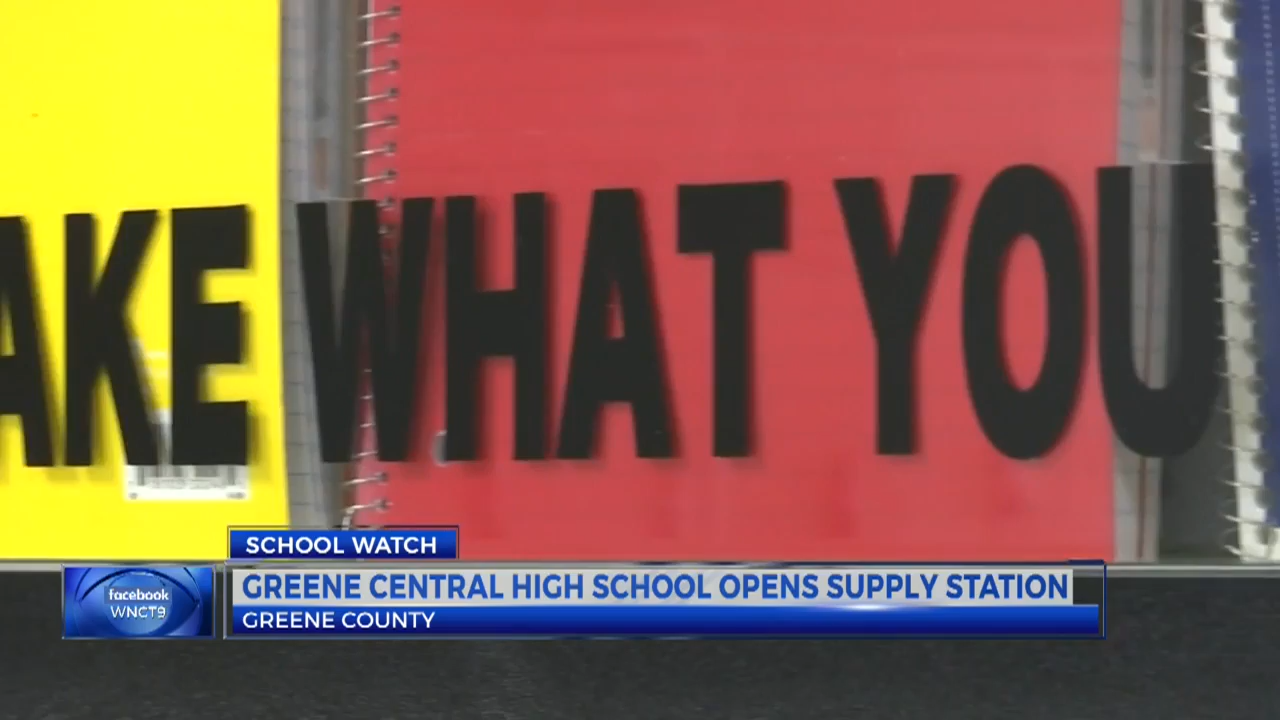 AKE WHAT YOU
SCHOOL WATCH
GREENE CENTRAL HIGH SCHOOL OPENS SUPPLY STATION
facebook
WNCT9
GREENE COUNTY